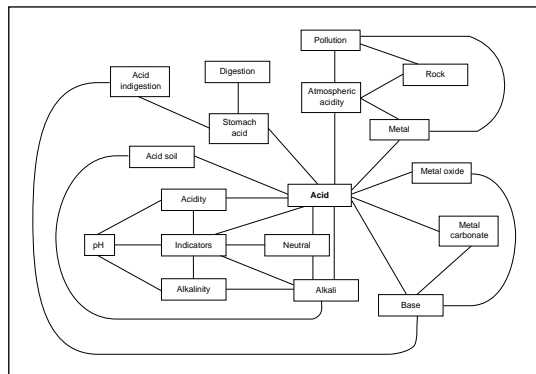 Pollution
Acid
indigestion
Digestion
Rock
Atmospheric
acidity
Stomach
acid
Metal
Acid soil
Metal oxide
Acidity
Acid
Metal
carbonate
pH
Indicators
Neutral
Alkalinity
Alkali
Base